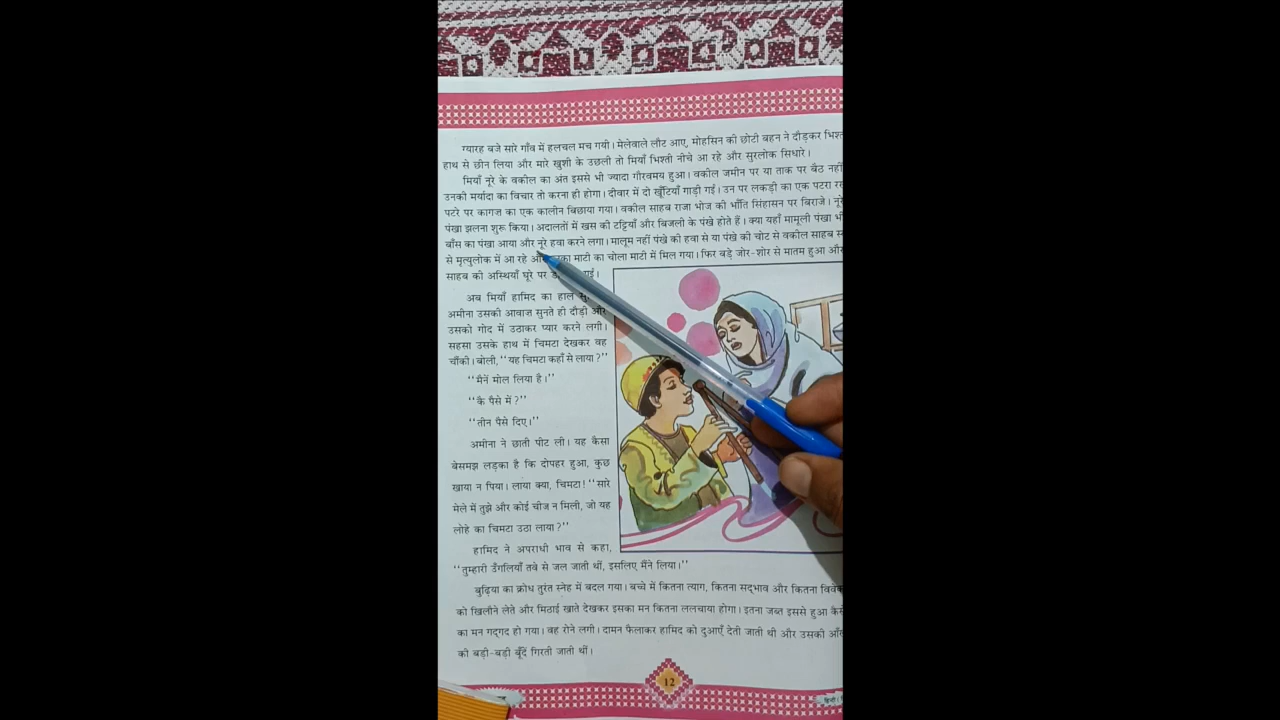 ग्यारह बजे सारे गाँव में हलचल मच गयी। मेलेवाले लौट आए, मोहसिन की छोटी बहन ने दौड़कर
हाथ से छीन लिया और मारे खुशी के उछली तो मियाँ भिश्ती नीचे आ रहे और सुरलोक सिधारे।
मियाँ नूरे के वकील का अंत इससे भी ज्यादा गौरवमय हुआ। वकील जमीन पर या ताक पर बैठ नहीं
उनकी मर्यादा का विचार तो करना ही होगा। दीवार में दो खूँटियाँ गाड़ी गईं। उन पर लकड़ी का एक पटरा
पटरे पर कागज का एक कालीन बिछाया गया। वकील साहब राजा भोज की भाँति सिंहासन पर बिराजे।
पंखा झलना शुरू किया। अदालतों में खस की टट्टियाँ और बिजली के पंखे होते हैं। क्या यहाँ मामूली पंखा
बाँस का पंखा आया और नूरे हवा करने लगा। मालूम नहीं पंखे की हवा से या पंखे की चोट से वकील साहब
से मृत्युलोक में आ रहे माटी का चोला माटी में मिल गया। फिर बड़े जोर-शोर से मातम हुआ और
साहब की अस्थियाँ घूरे पर
अब मियाँ हामिद का हाल
अमीना उसकी आवाज सुनते ही दौड़ी और
उसको गोद में उठाकर प्यार करने लगी।
सहसा उसके हाथ में चिमटा देखकर वह
चौंकी। बोली, ‘‘यह चिमटा कहाँ से लाया?’’
‘‘मैंनें मोल लिया है।’’
‘‘कै पैसे में?’’
‘‘तीन पैसे दिए।’’
अमीना ने छाती पीट ली। यह कैसा
बेसमझ लड़का है कि दोपहर हुआ, कुछ
खाया न पिया। लाया क्या, चिमटा! ‘‘सारे
मेले में तुझे और कोई चीज न मिली, जो यह
लोहे का चिमटा उठा लाया?’’
हामिद ने अपराधी भाव से कहा,
‘‘तुम्हारी उँगलियाँ तवे से जल जाती थीं, इसलिए मैंने लिया।’’
बुढ़िया का क्रोध तुरंत स्नेह में बदल गया। बच्चे में कितना त्याग, कितना सद्भाव और कितना
को खिलौने लेते और मिठाई खाते देखकर इसका मन कितना ललचाया होगा। इतना जब्त इससे हुआ
का मन गद्गद हो गया। वह रोने लगी। दामन फैलाकर हामिद को दुआएँ देती जाती थी और उसकी
की बड़ी-बड़ी बूँदें गिरती जाती थीं।
12